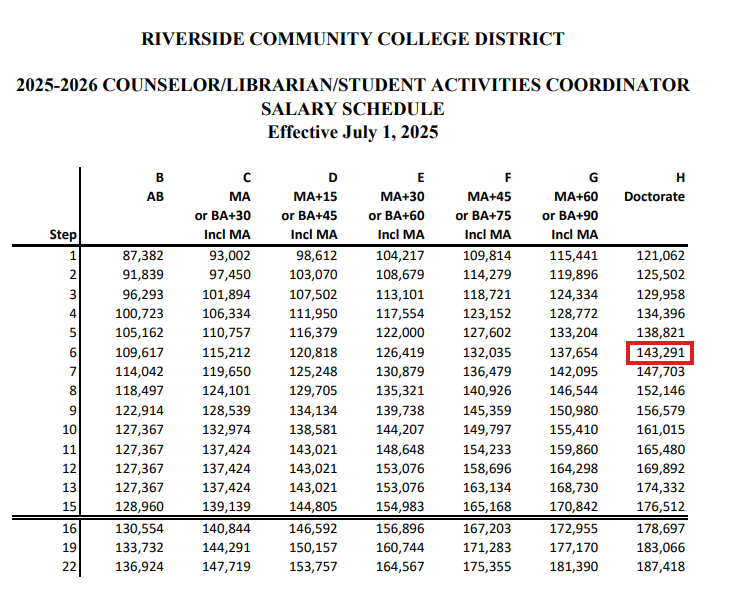 RIVERSIDE COMMUNITY COLLEGE DISTRICT
2025-2026 COUNSELOR/LIBRARIAN/STUDENT ACTIVITIES COORDINATOR
SALARY SCHEDULE
Effective July 1, 2025
B C D E F G H
AB MA MA+15 MA+30 MA+45 MA+60 Doctorate
or BA+30 or BA+45 or BA+60 or BA+75 or BA+90
Step Incl MA Incl MA Incl MA Incl MA Incl MA
1 87,382 93,002 98,612 104,217 109,814 115,441 121,062
2 91,839 97,450 103,070 108,679 114,279 119,896 125,502
3 96,293 101,894 107,502 113,101 118,721 124,334 129,958
4 100,723 106,334 111,950 117,554 123,152 128,772 134,396
5 105,162 110,757 116,379 122,000 127,602 133,204 138,821
6 109,617 115,212 120,818 126,419 132,035 137,654 143,291
7 114,042 119,650 125,248 130,879 136,479 142,095 147,703
8 118,497 124,101 129,705 135,321 140,926 146,544 152,146
9 122,914 128,539 134,134 139,738 145,359 150,980 156,579
10 127,367 132,974 138,581 144,207 149,797 155,410 161,015
11 127,367 137,424 143,021 148,648 154,233 159,860 165,480
12 127,367 137,424 143,021 153,076 158,696 164,298 169,892
13 127,367 137,424 143,021 153,076 163,134 168,730 174,332
15 128,960 139,139 144,805 154,983 165,168 170,842 176,512
16 130,554 140,844 146,592 156,896 167,203 172,955 178,697
19 133,732 144,291 150,157 160,744 171,283 177,170 183,066
22 136,924 147,719 153,757 164,567 175,355 181,390 187,418